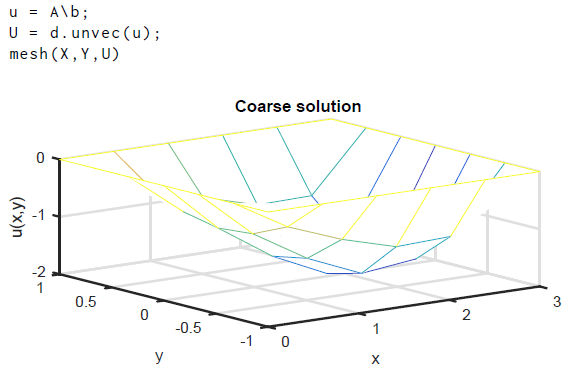 u = A\b;
U = d.unvec(u);
mesh(X,Y,U)
Coarse solution
0
-1
-2
u(x,y)
1
0.5
0
-0.5
-1
y
0
1
2
3
x